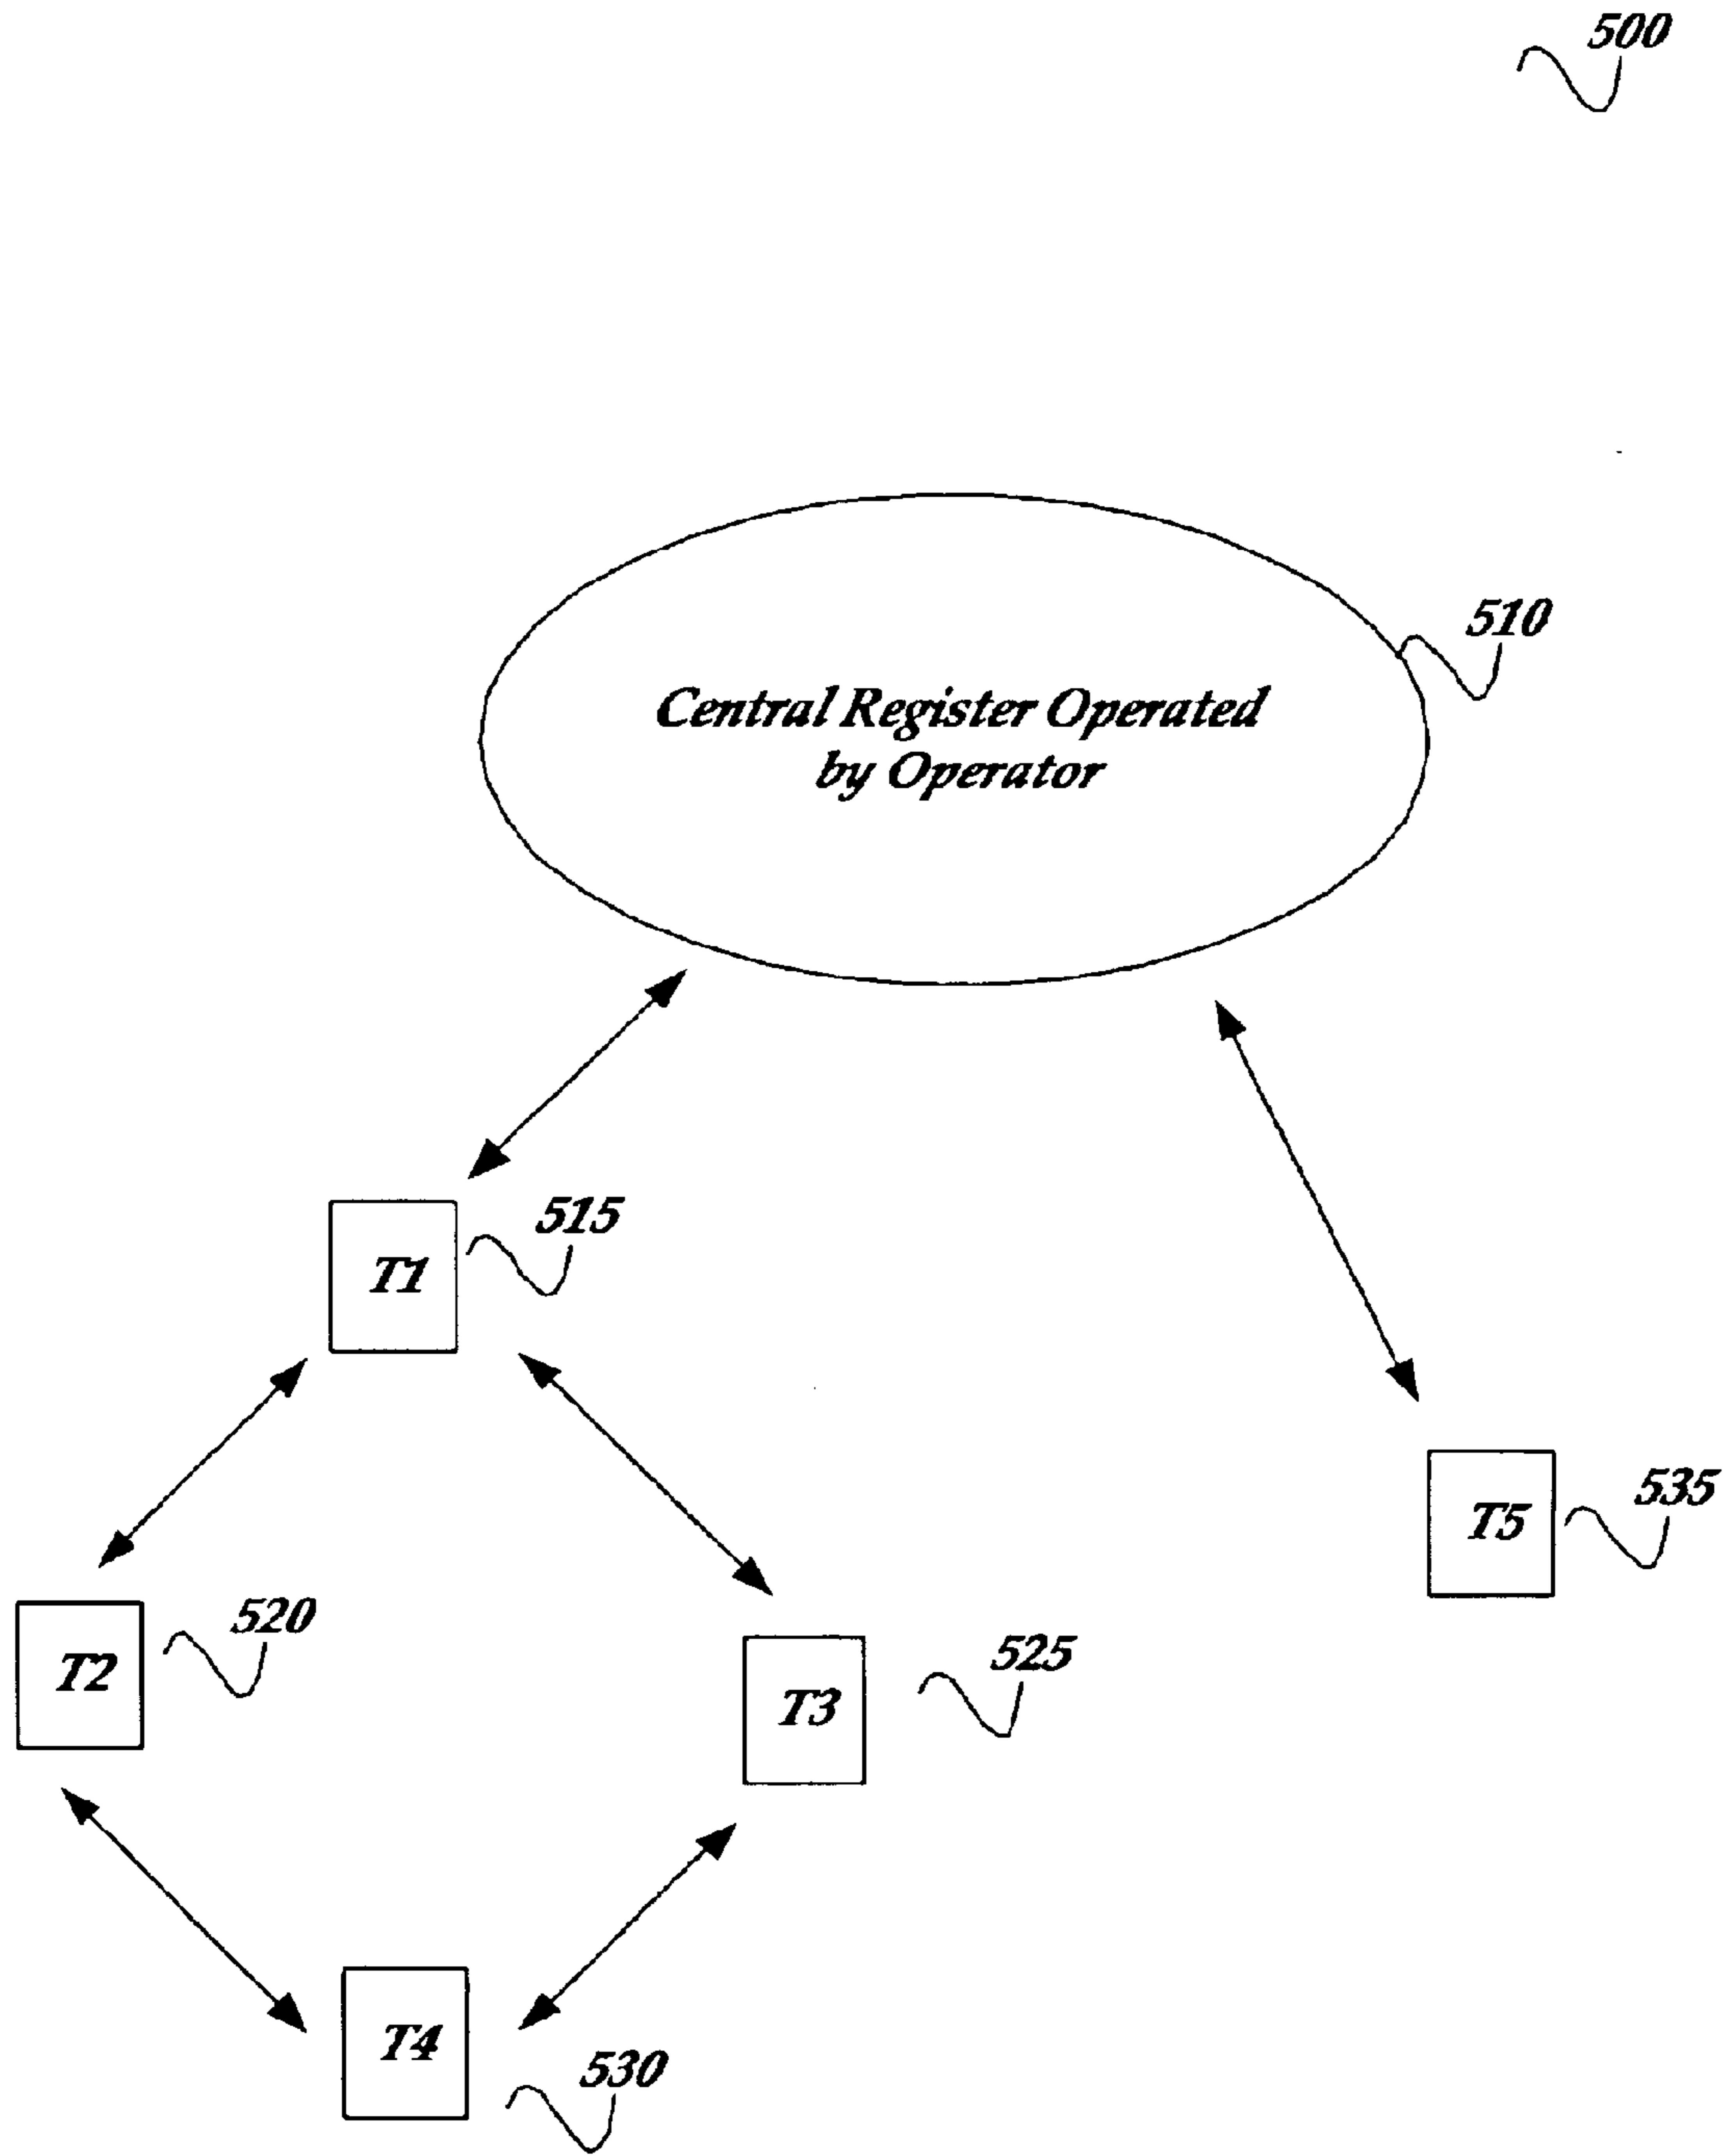 500
510
Central Register Operated
by Operator
515
T1
535
T5
520
T2
525
T3
530
T4